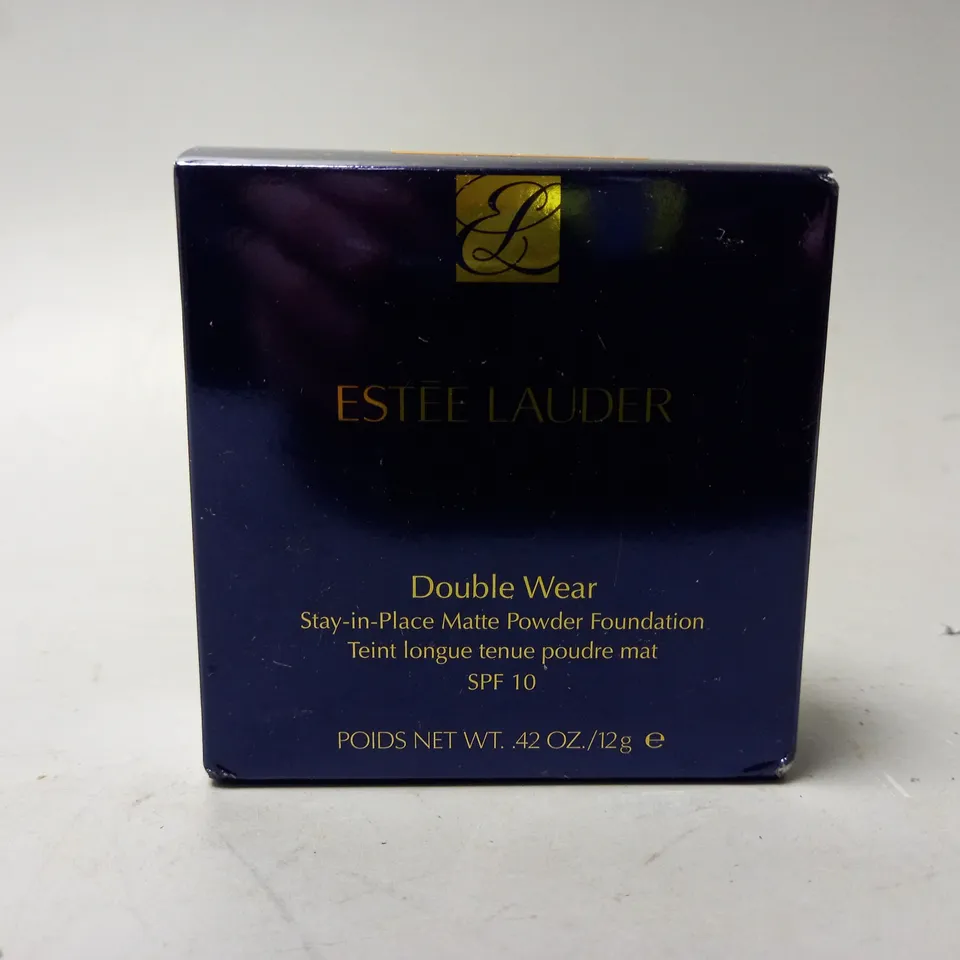 EL
ESTĒE LAUDER
Double Wear
Stay-in-Place Matte Powder Foundation
Teint longue tenue poudre mat
SPF 10
POIDS NET WT. .42 OZ./12g ℮